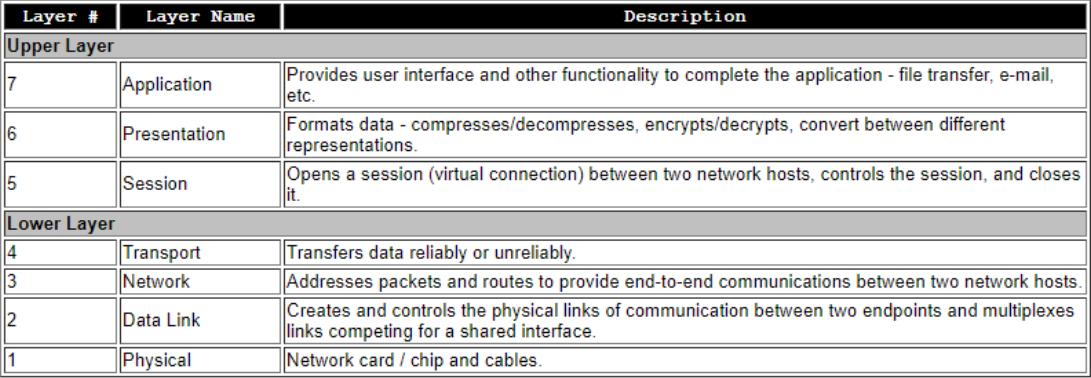 Layer # Layer Name Description
Upper Layer
7 Application Provides user interface and other functionality to complete the application - file transfer, e-mail,
etc.
6 Presentation Formats data - compresses/decompresses, encrypts/decrypts, convert between different
representations.
5 Session Opens a session (virtual connection) between two network hosts, controls the session, and closes
it.
Lower Layer
4 Transport Transfers data reliably or unreliably.
3 Network Addresses packets and routes to provide end-to-end communications between two network hosts.
2 Data Link Creates and controls the physical links of communication between two endpoints and multiplexes
links competing for a shared interface.
1 Physical Network card / chip and cables.